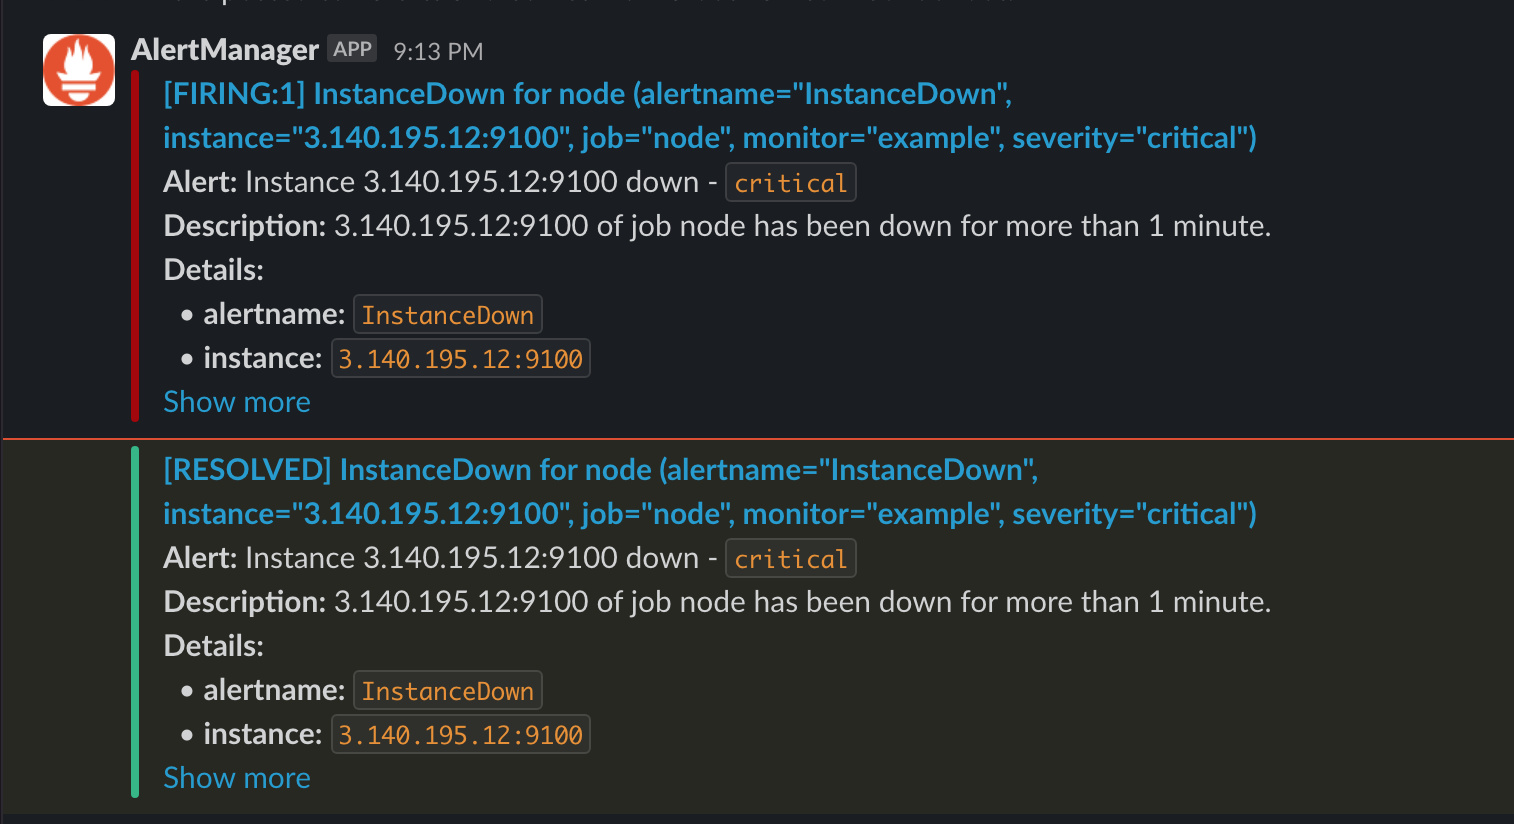 AlertManager APP 9:13 PM
[FIRING:1] InstanceDown for node (alertname="InstanceDown",
instance="3.140.195.12:9100", job="node", monitor="example", severity="critical")
Alert: Instance 3.140.195.12:9100 down - critical
Description: 3.140.195.12:9100 of job node has been down for more than 1 minute.
Details:
• alertname: InstanceDown
• instance: 3.140.195.12:9100
Show more
[RESOLVED] InstanceDown for node (alertname="InstanceDown",
instance="3.140.195.12:9100", job="node", monitor="example", severity="critical")
Alert: Instance 3.140.195.12:9100 down - critical
Description: 3.140.195.12:9100 of job node has been down for more than 1 minute.
Details:
• alertname: InstanceDown
• instance: 3.140.195.12:9100
Show more